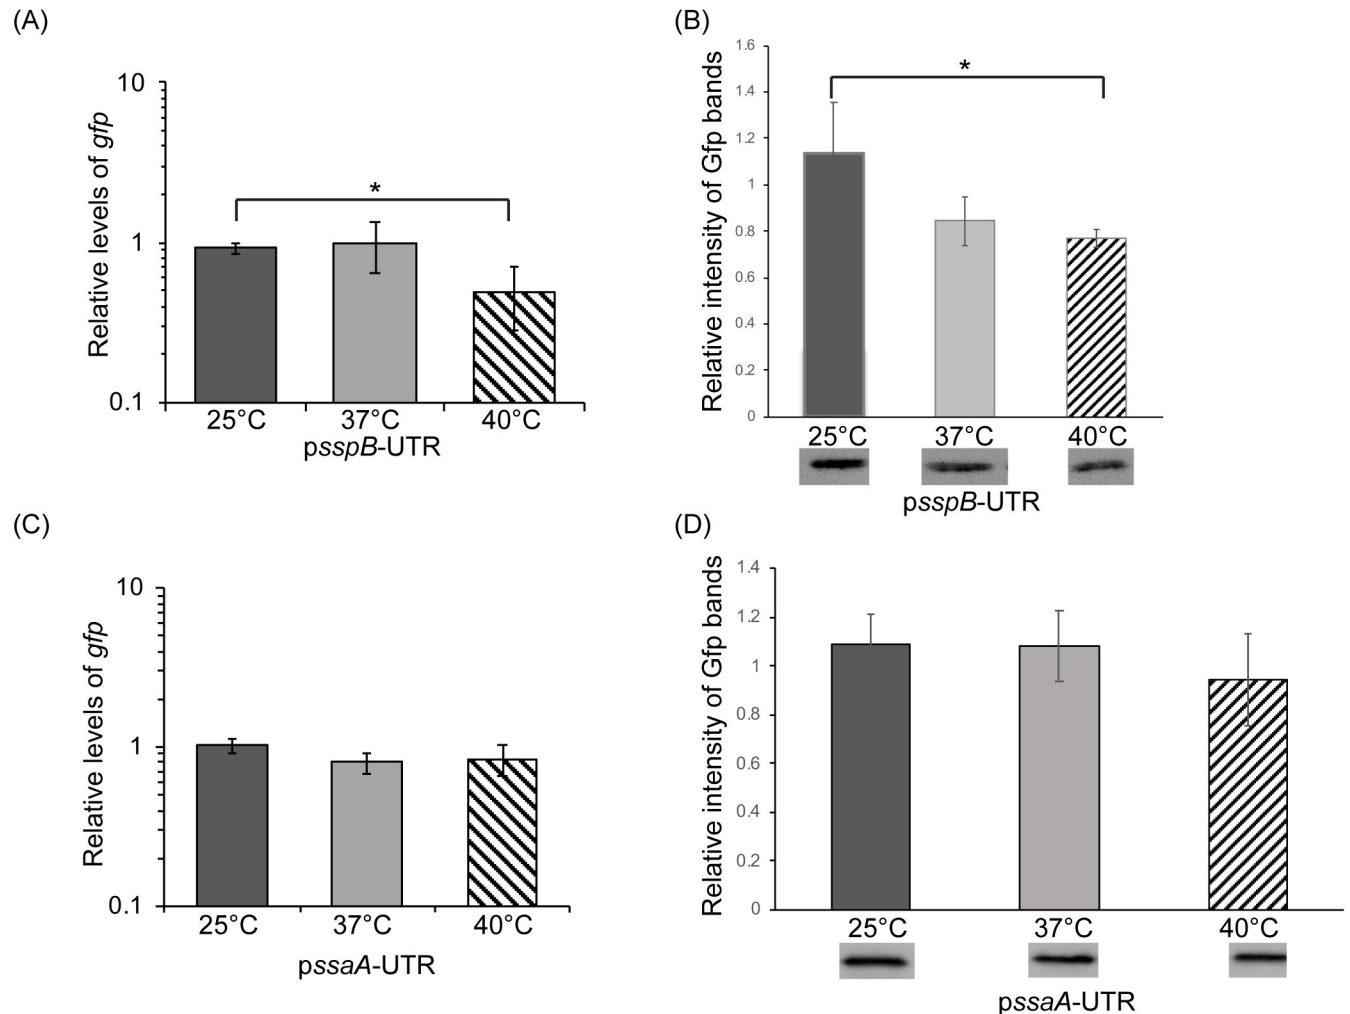 (A)
10
1
0.1
Relative levels of gfp
*
25°C 37°C 40°C
psspB-UTR
(B)
1.6
1.4
1.2
1
0.8
0.6
0.4
0.2
0
Relative intensity of Gfp bands
*
25°C 37°C 40°C
psspB-UTR
(C)
10
1
0.1
Relative levels of gfp
25°C 37°C 40°C
pssaA-UTR
(D)
1.4
1.2
1
0.8
0.6
0.4
0.2
0
Relative intensity of Gfp bands
25°C 37°C 40°C
pssaA-UTR